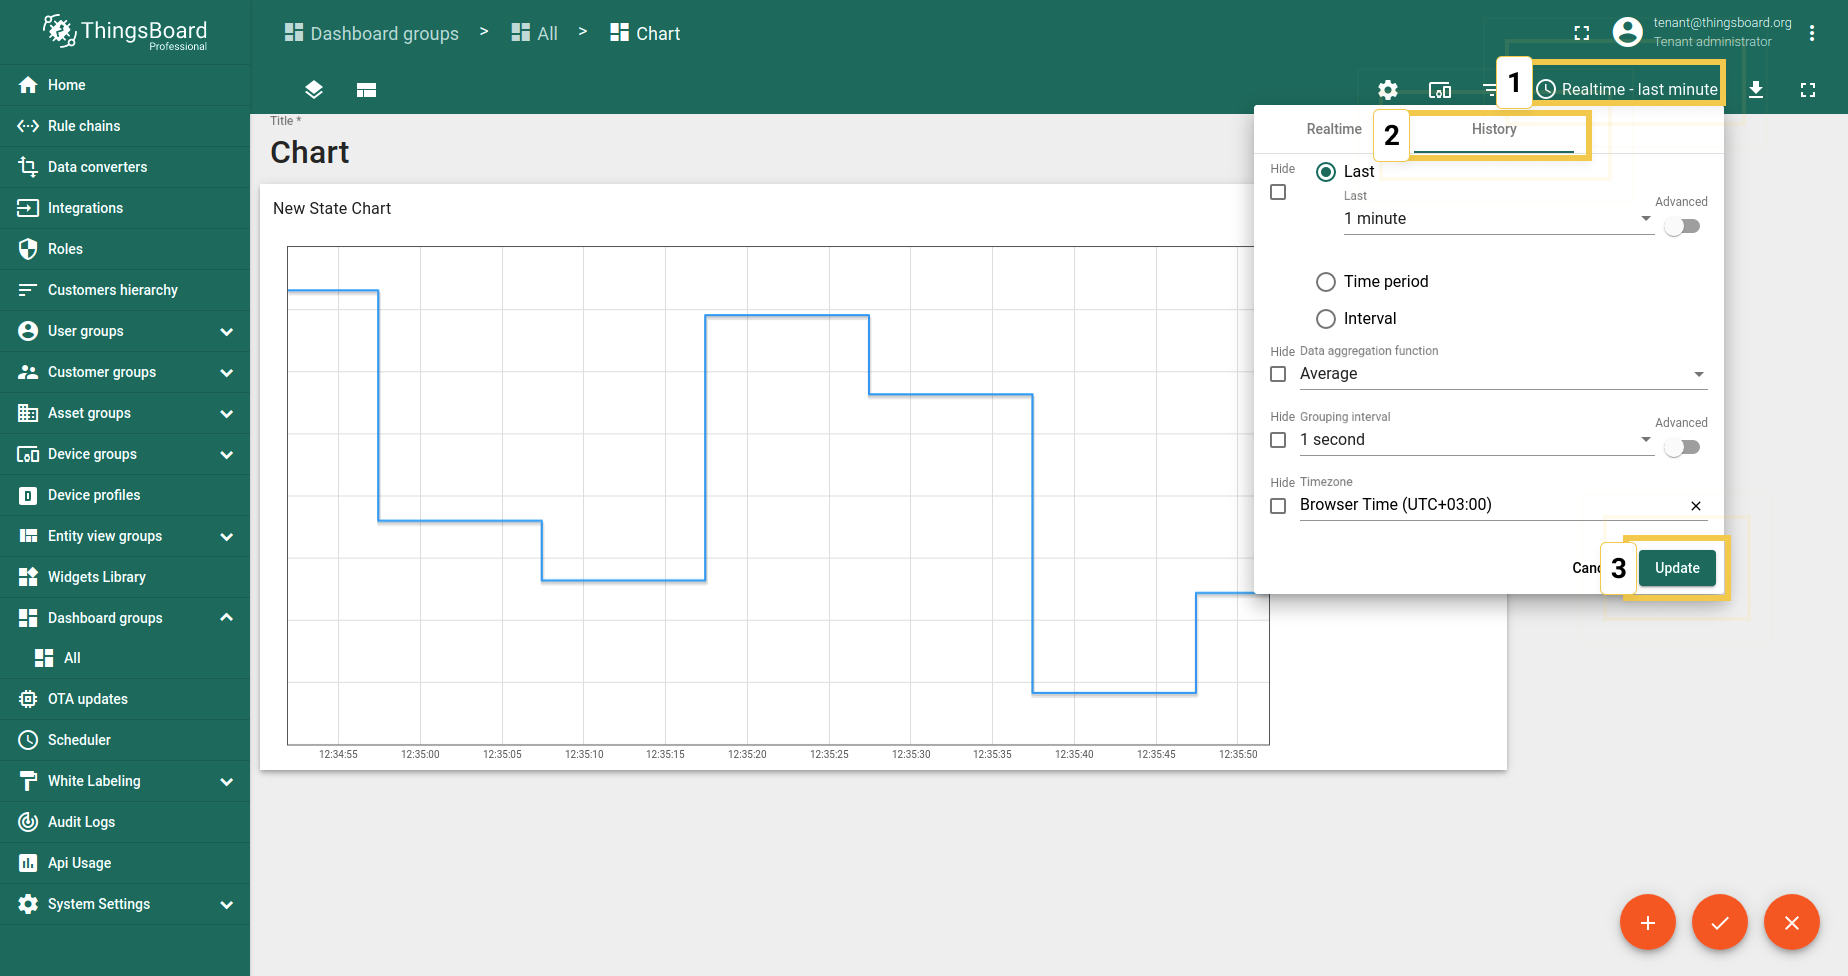 ThingsBoard
Professional
Dashboard groups > All > Chart
tenant@thingsboard.org
Tenant administrator
Home
Rule chains
Data converters
Integrations
Roles
Customers hierarchy
User groups
Customer groups
Asset groups
Device groups
Device profiles
Entity view groups
Widgets Library
Dashboard groups
All
OTA updates
Scheduler
White Labeling
Audit Logs
Api Usage
System Settings
1
Realtime - last minute
Title *
Chart
New State Chart
12:34:55 12:35:00 12:35:05 12:35:10 12:35:15 12:35:20 12:35:25 12:35:30 12:35:35 12:35:40 12:35:45 12:35:50
Realtime 2 History
Hide Last
Last
Advanced
1 minute
Time period
Interval
Hide Data aggregation function
Average
Hide Grouping interval
Advanced
1 second
Hide Timezone
Browser Time (UTC+03:00)
3 Update